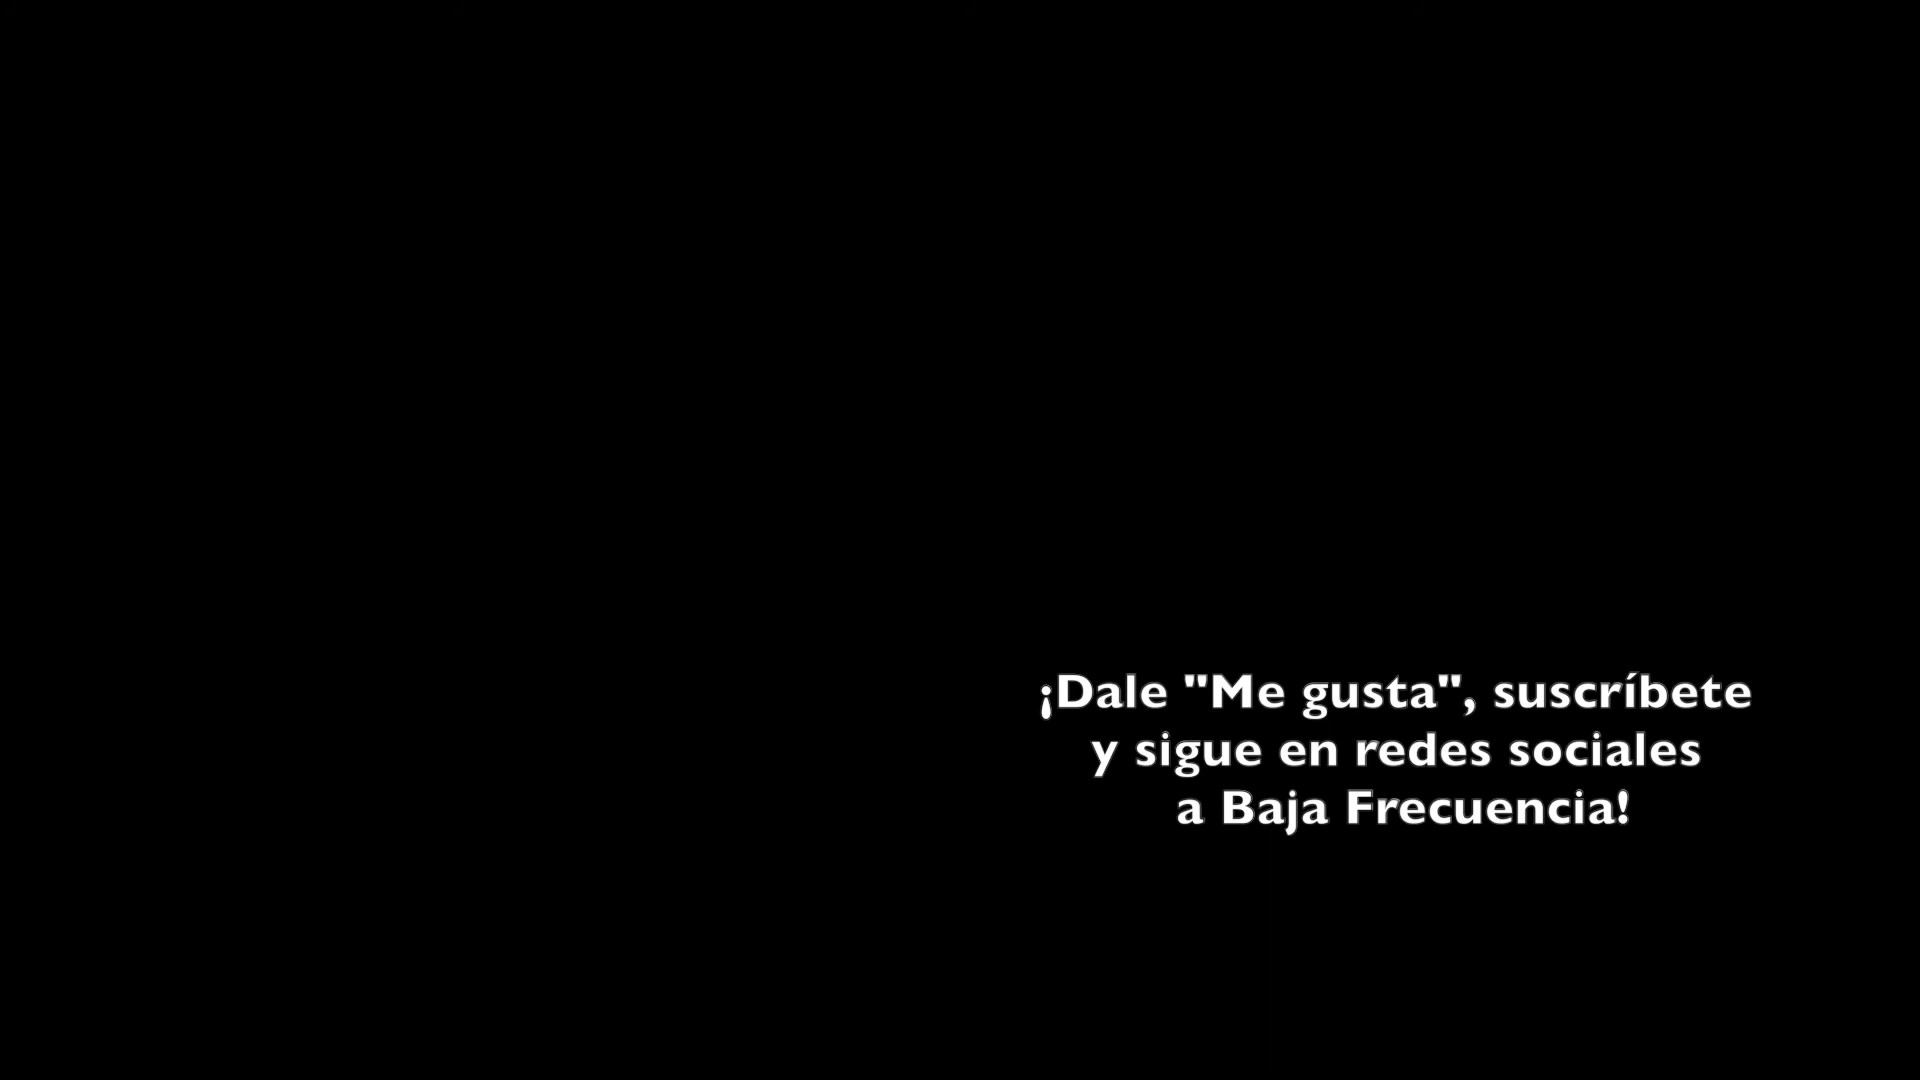 ¡Dale "Me gusta", suscríbete
y sigue en redes sociales
a Baja Frecuencia!